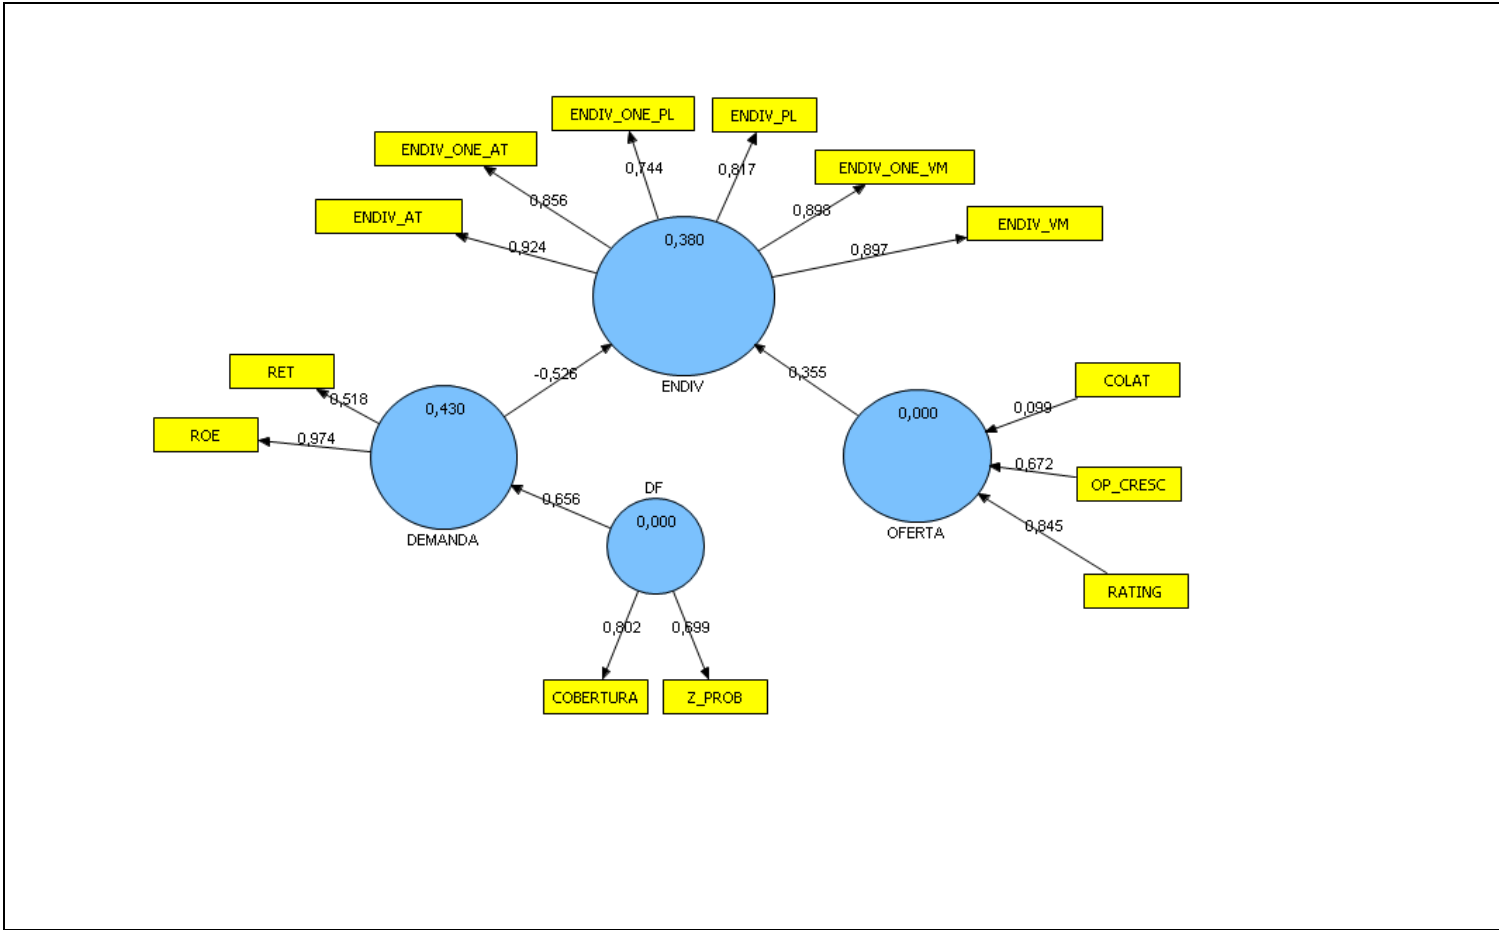 ENDIV_ONE_PL
ENDIV_PL
ENDIV_ONE_AT
ENDIV_ONE_VM
0,744
0,817
0,856
0,898
ENDIV_AT
ENDIV_VM
0,924
0,380
0,897
RET
-0,526
ENDIV
0,355
COLAT
0,518
0,430
0,000
0,099
ROE
0,974
0,672
OP_CRESC
DF
0,656
0,000
0,845
DEMANDA
OFERTA
RATING
0,802
0,699
COBERTURA
Z_PROB